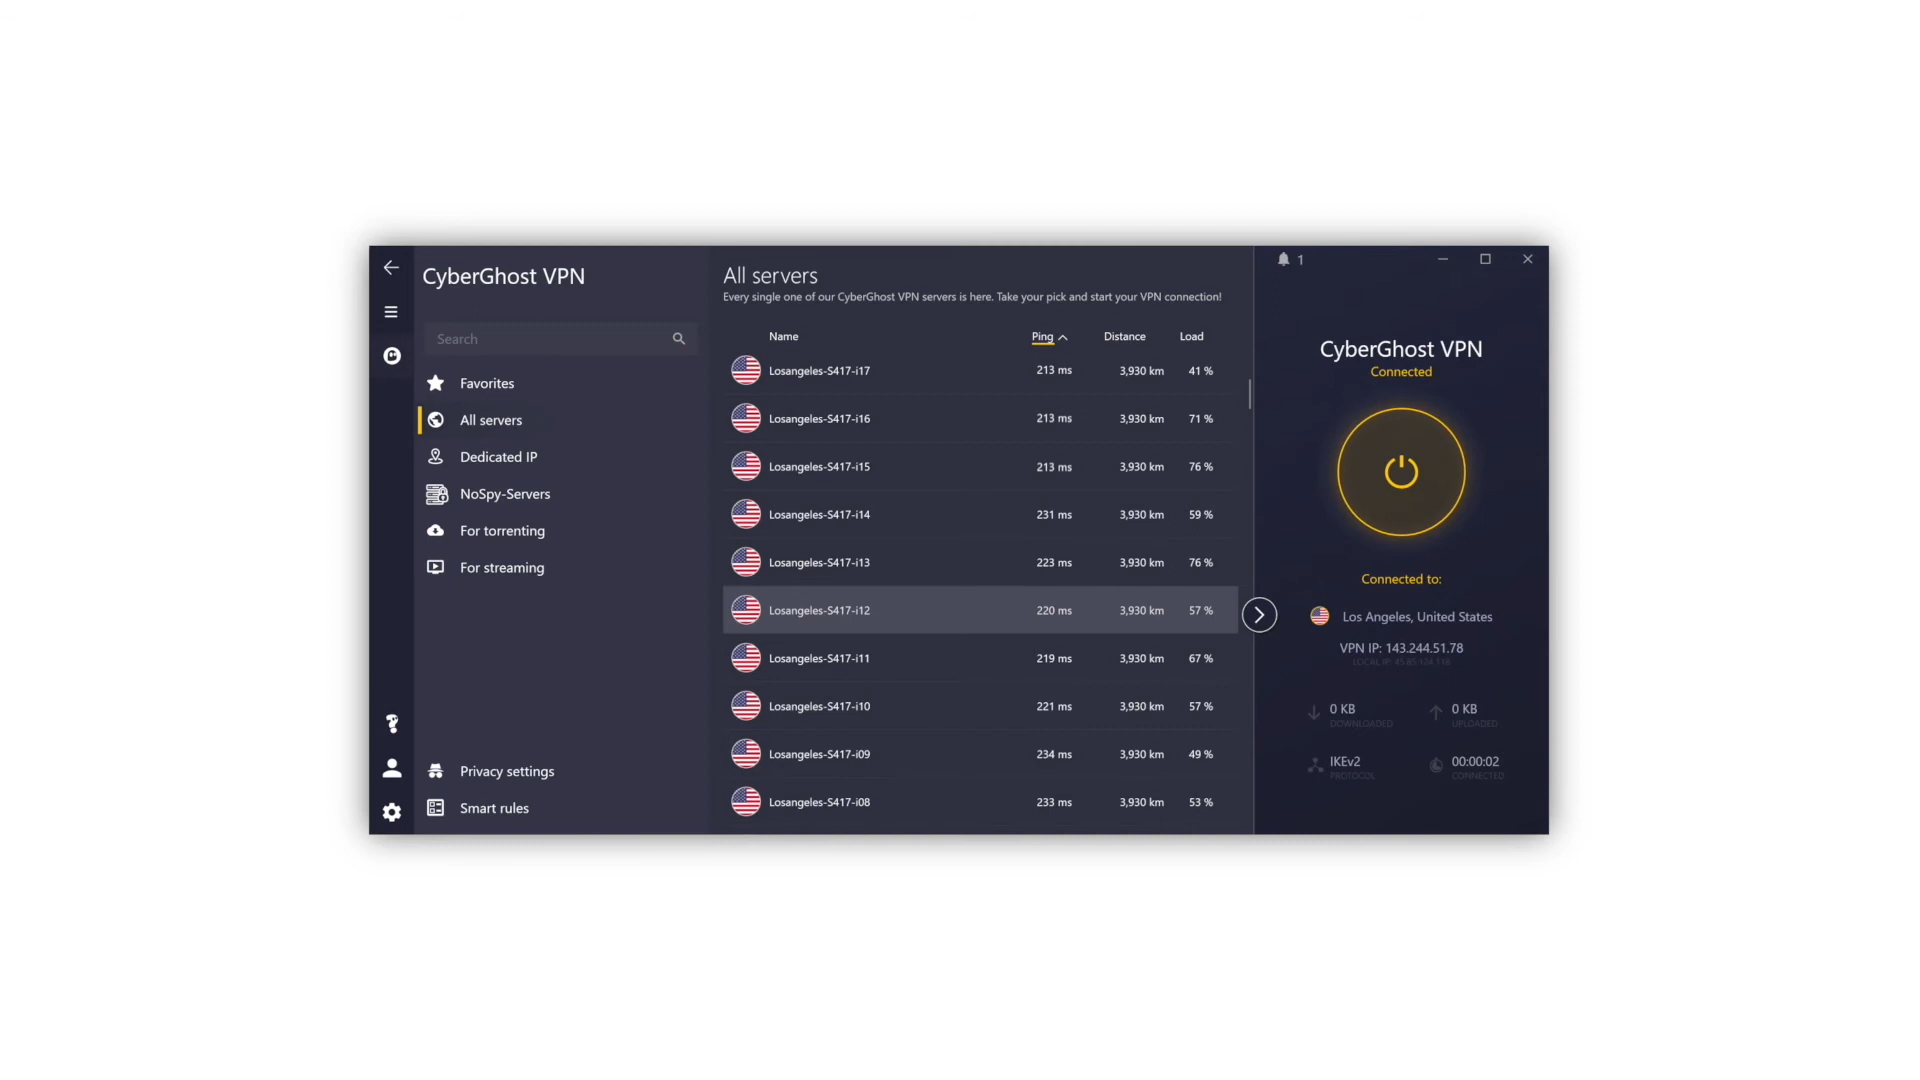 CyberGhost VPN
Search
Favorites
All servers
Dedicated IP
NoSpy-Servers
For torrenting
For streaming
Privacy settings
Smart rules
All servers
Every single one of our CyberGhost VPN servers is here. Take your pick and start your VPN connection!
Name Ping Distance Load
Losangeles-S417-i17 213 ms 3,930 km 41 %
Losangeles-S417-i16 213 ms 3,930 km 71 %
Losangeles-S417-i15 213 ms 3,930 km 76 %
Losangeles-S417-i14 231 ms 3,930 km 59 %
Losangeles-S417-i13 223 ms 3,930 km 76 %
Losangeles-S417-i12 220 ms 3,930 km 57 %
Losangeles-S417-i11 219 ms 3,930 km 67 %
Losangeles-S417-i10 221 ms 3,930 km 57 %
Losangeles-S417-i09 234 ms 3,930 km 49 %
Losangeles-S417-i08 233 ms 3,930 km 53 %
1
CyberGhost VPN
Connected
Connected to:
Los Angeles, United States
VPN IP: 143.244.51.78
LOCAL IP:
0 KB
DOWNLOADED
0 KB
UPLOADED
IKEv2
PROTOCOL
00:00:02
CONNECTED